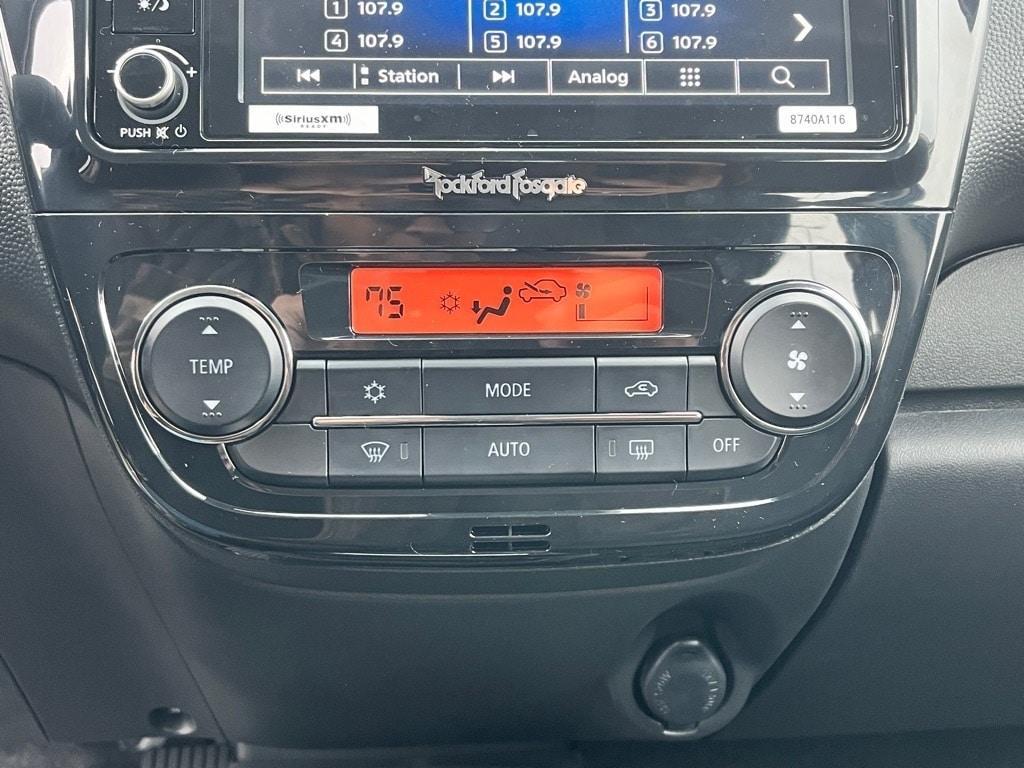 1 107.9 2 107.9 3 107.9
4 107.9 5 107.9 6 107.9
Station Analog
PUSH
((SiriusXM))
READY
8740A116
Rockford Fosgate
75
TEMP
MODE
AUTO
OFF